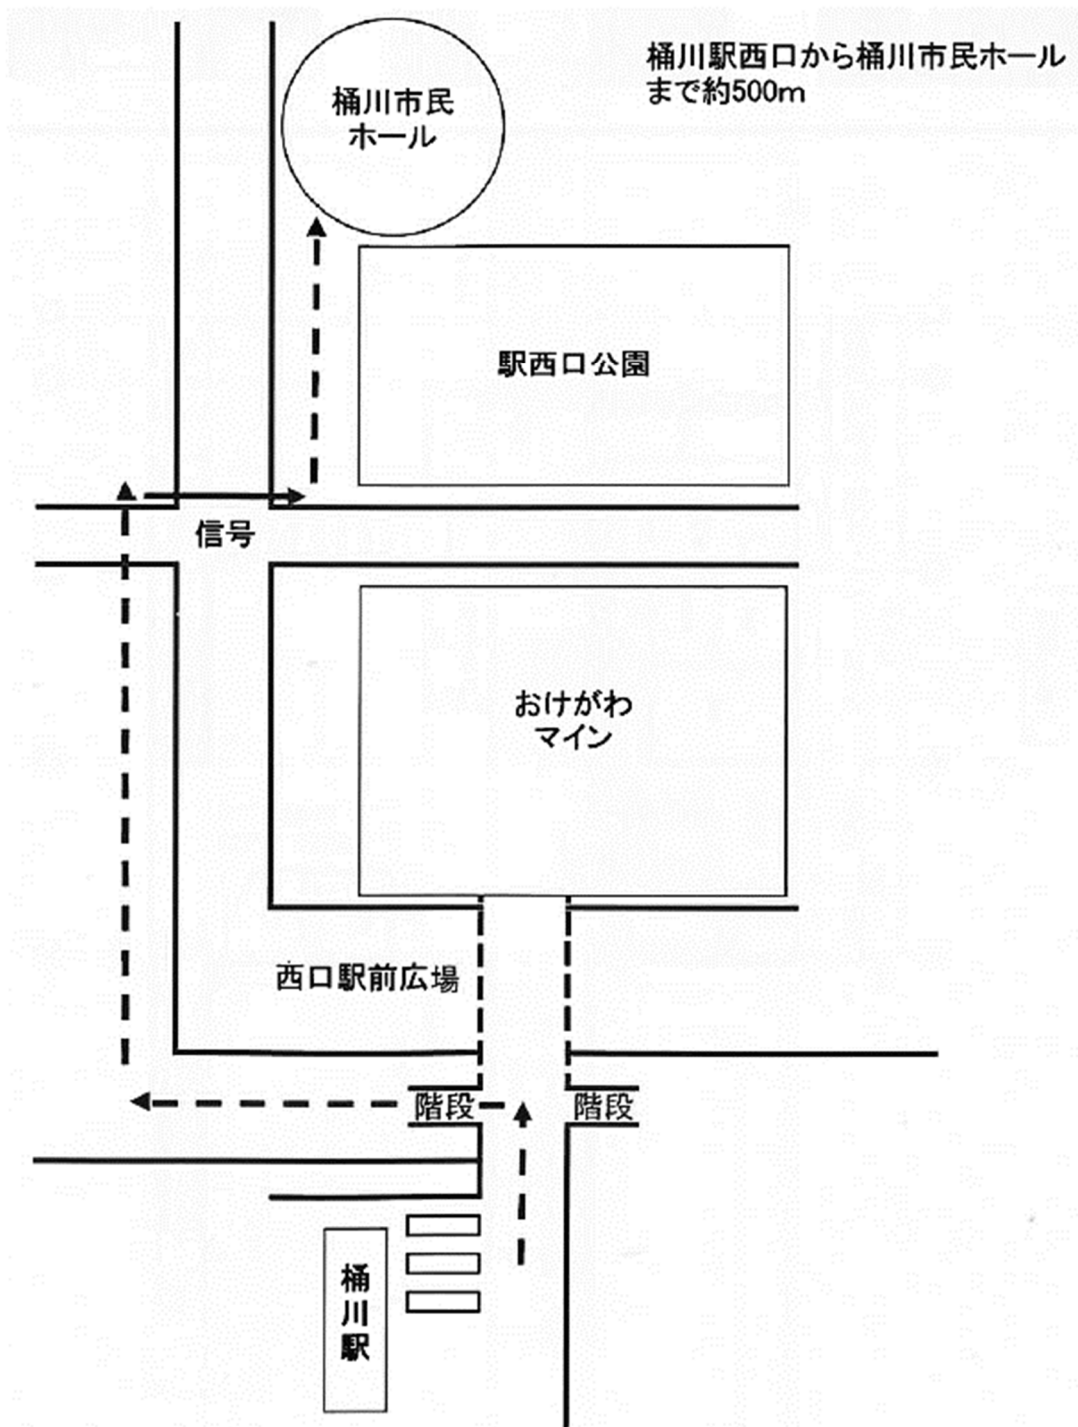 桶川駅西口から桶川市民ホール
まで約500m
桶川市民
ホール
駅西口公園
信号
おけがわ
マイン
西口駅前広場
階段
階段
桶川駅